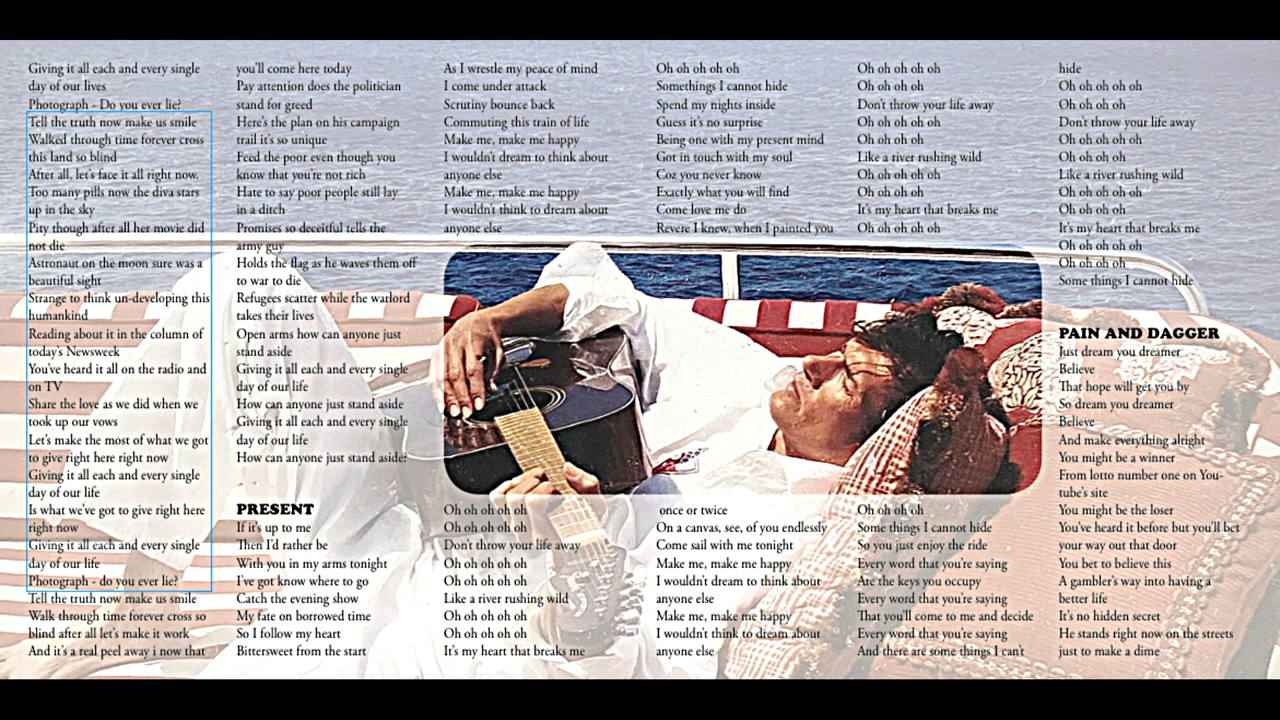 Giving it all each and every single
day of our lives
Photograph - Do you ever lie?
Tell the truth now make us smile
Walked through time forever cross
this land so blind
After all, let's face it all right now.
Too many pills now the diva stars
up in the sky
Pity though after all her movie did
not die
Astronaut on the moon sure was a
beautiful sight
Strange to think un-developing this
humankind
Reading about it in the column of
today's Newsweek
You've heard it all on the radio and
on TV
Share the love as we did when we
took up our vows
Let's make the most of what we got
to give right here right now
Giving it all each and every single
day of our life
Is what we've got to give right here
right now
Giving it all each and every single
day of our life
Photograph - do you ever lie?
Tell the truth now make us smile
Walk through time forever cross so
blind after all let's make it work
And it's a real peel away i now that
you'll come here today
Pay attention does the politician
stand for greed
Here's the plan on his campaign
trail it's so unique
Feed the poor even though you
know that you're not rich
Hate to say poor people still lay
in a ditch
Promises so deceitful tells the
army guy
Holds the flag as he waves them off
to war to die
Refugees scatter while the warlord
takes their lives
Open arms how can anyone just
stand aside
Giving it all each and every single
day of our life
How can anyone just stand aside
Giving it all each and every single
day of our life
How can anyone just stand aside?
PRESENT
If it's up to me
Then I'd rather be
With you in my arms tonight
I've got know where to go
Catch the evening show
My fate on borrowed time
So I follow my heart
Bittersweet from the start
As I wrestle my peace of mind
I come under attack
Scrutiny bounce back
Commuting this train of life
Make me, make me happy
I wouldn't dream to think about
anyone else
Make me, make me happy
I wouldn't think to dream about
anyone else
Oh oh oh oh oh
Oh oh oh oh
Don't throw your life away
Oh oh oh oh oh
Oh oh oh oh
Like a river rushing wild
Oh oh oh oh oh
Oh oh oh oh
It's my heart that breaks me
Oh oh oh oh oh
Somethings I cannot hide
Spend my nights inside
Guess it's no surprise
Being one with my present mind
Got in touch with my soul
Coz you never know
Exactly what you will find
Come love me do
Revere I knew, when I painted you
once or twice
On a canvas, see, of you endlessly
Come sail with me tonight
Make me, make me happy
I wouldn't dream to think about
anyone else
Make me, make me happy
I wouldn't think to dream about
anyone else
Oh oh oh oh oh
Oh oh oh oh
Don't throw your life away
Oh oh oh oh oh
Oh oh oh oh
Like a river rushing wild
Oh oh oh oh oh
Oh oh oh oh
It's my heart that breaks me
Oh oh oh oh oh
Oh oh oh oh
Some things I cannot hide
So you just enjoy the ride
Every word that you're saying
Are the keys you occupy
Every word that you're saying
That you'll come to me and decide
Every word that you're saying
And there are some things I can't
hide
Oh oh oh oh oh
Oh oh oh oh
Don't throw your life away
Oh oh oh oh oh
Oh oh oh oh
Like a river rushing wild
Oh oh oh oh oh
Oh oh oh oh
It's my heart that breaks me
Oh oh oh oh oh
Oh oh oh oh
Some things I cannot hide
PAIN AND DAGGER
Just dream you dreamer
Believe
That hope will get you by
So dream you dreamer
Believe
And make everything alright
You might be a winner
From lotto number one on You-
tube's site
You might be the loser
You've heard it before but you'll bet
your way out that door
You bet to believe this
A gambler's way into having a
better life
It's no hidden secret
He stands right now on the streets
just to make a dime